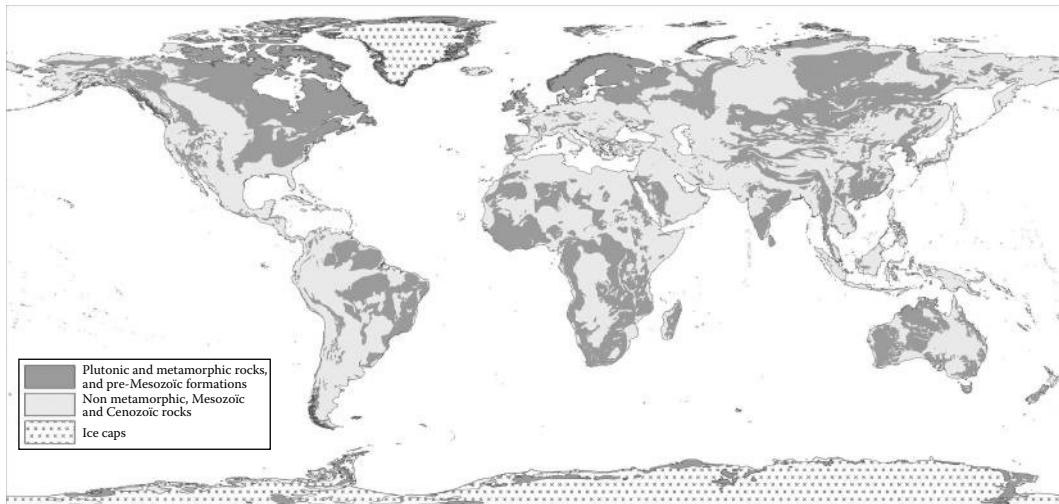 Plutonic and metamorphic rocks,
and pre-Mesozoïc formations
Non metamorphic, Mesozoïc
and Cenozoïc rocks
Ice caps